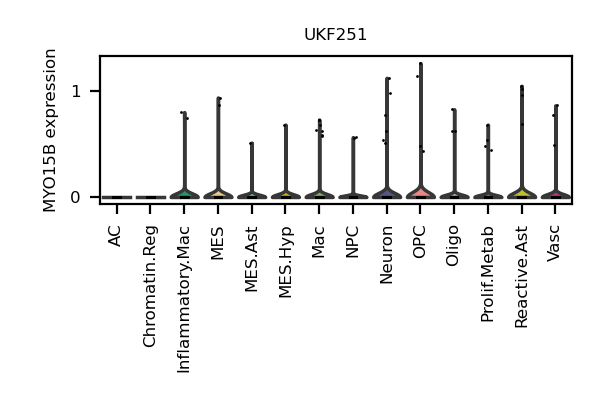 UKF251
MYO15B expression
1
0
AC
Chromatin.Reg
Inflammatory.Mac
MES
MES.Ast
MES.Hyp
Mac
NPC
Neuron
OPC
Oligo
Prolif.Metab
Reactive.Ast
Vasc